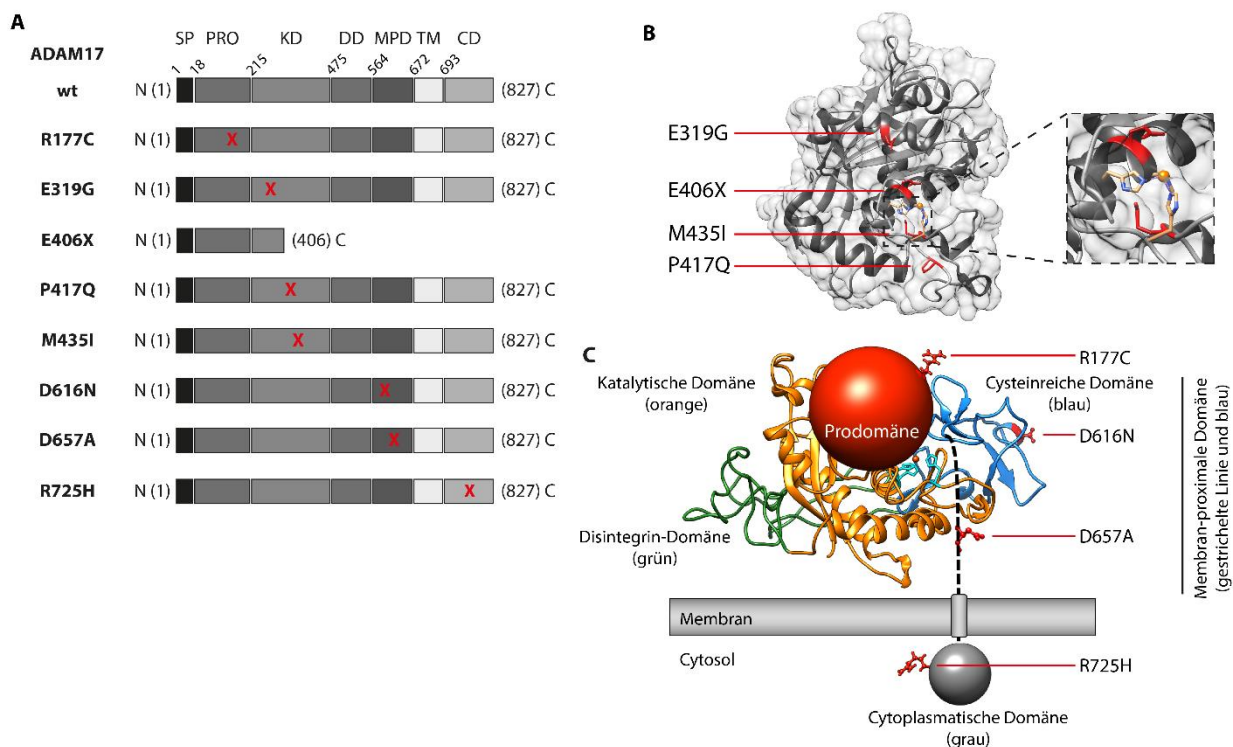 A
ADAM17
SP PRO KD DD MPD TM CD
1 18 215 475 564 672 693
wt N (1) (827) C
R177C N (1) X (827) C
E319G N (1) X (827) C
E406X N (1) (406) C
P417Q N (1) X (827) C
M435I N (1) X (827) C
D616N N (1) X (827) C
D657A N (1) X (827) C
R725H N (1) X (827) C
B
E319G
E406X
M435I
P417Q
C
Katalytische Domäne
(orange)
Prodomäne
Cysteinreiche Domäne
(blau)
R177C
D616N
Disintegrin-Domäne
(grün)
D657A
Membran-proximale Domäne
(gestrichelte Linie und blau)
Membran
Cytosol
R725H
Cytoplasmatische Domäne
(grau)